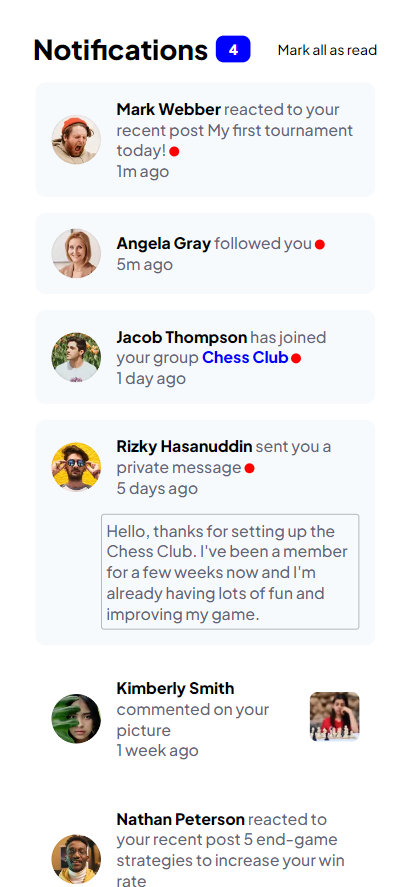 Notifications 4 Mark all as read
Mark Webber reacted to your
recent post My first tournament
today!
1m ago
Angela Gray followed you
5m ago
Jacob Thompson has joined
your group Chess Club
1 day ago
Rizky Hasanuddin sent you a
private message
5 days ago
Hello, thanks for setting up the
Chess Club. I've been a member
for a few weeks now and I'm
already having lots of fun and
improving my game.
Kimberly Smith
commented on your
picture
1 week ago
Nathan Peterson reacted to
your recent post 5 end-game
strategies to increase your win
rate